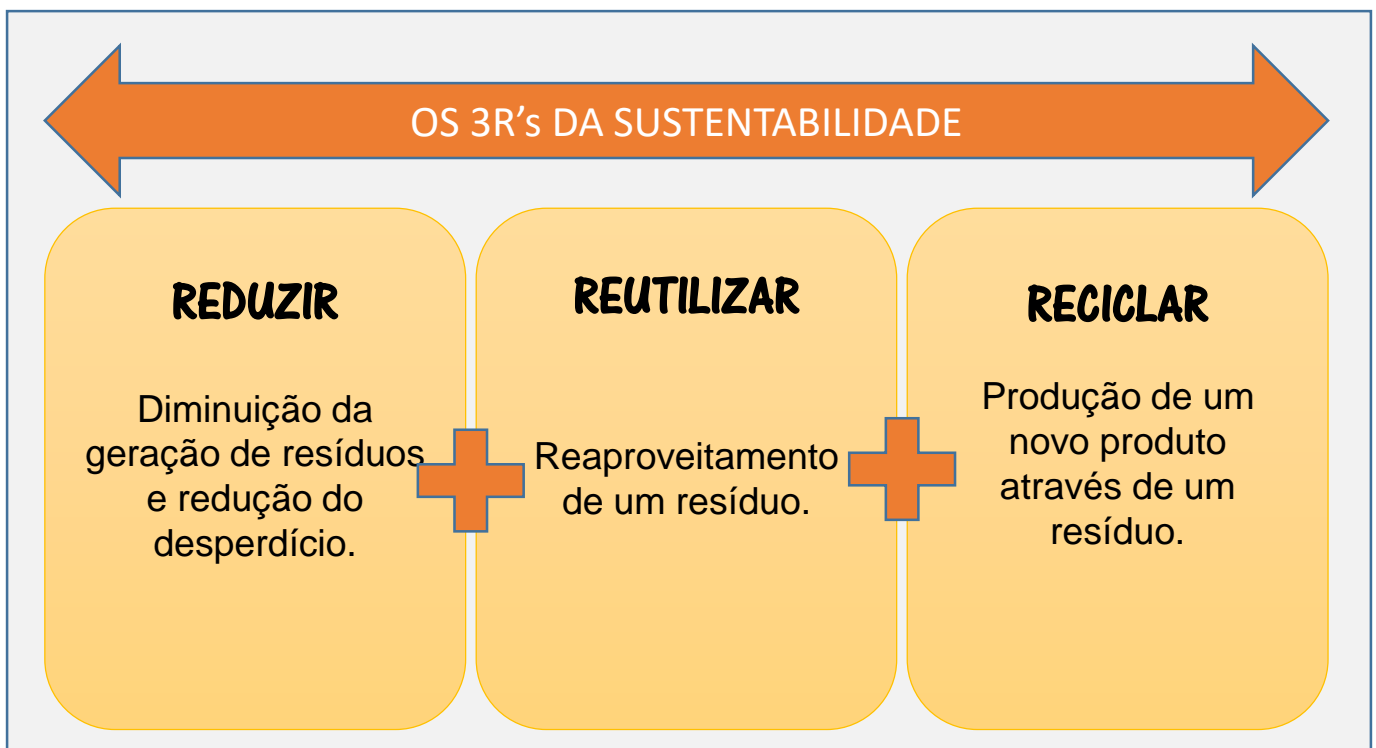 OS 3R’s DA SUSTENTABILIDADE
REDUZIR
Diminuição da
geração de resíduos
e redução do
desperdício.
REUTILIZAR
Reaproveitamento
de um resíduo.
RECICLAR
Produção de um
novo produto
através de um
resíduo.